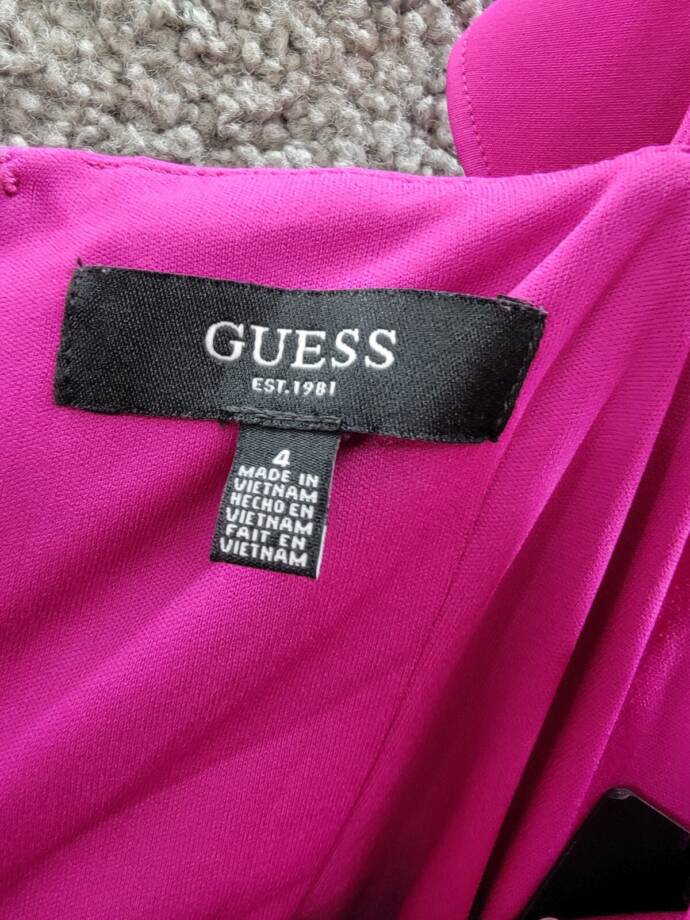 GUESS
EST.1981
4
MADE IN
VIETNAM
HECHO EN
VIETNAM
FAIT EN
VIETNAM